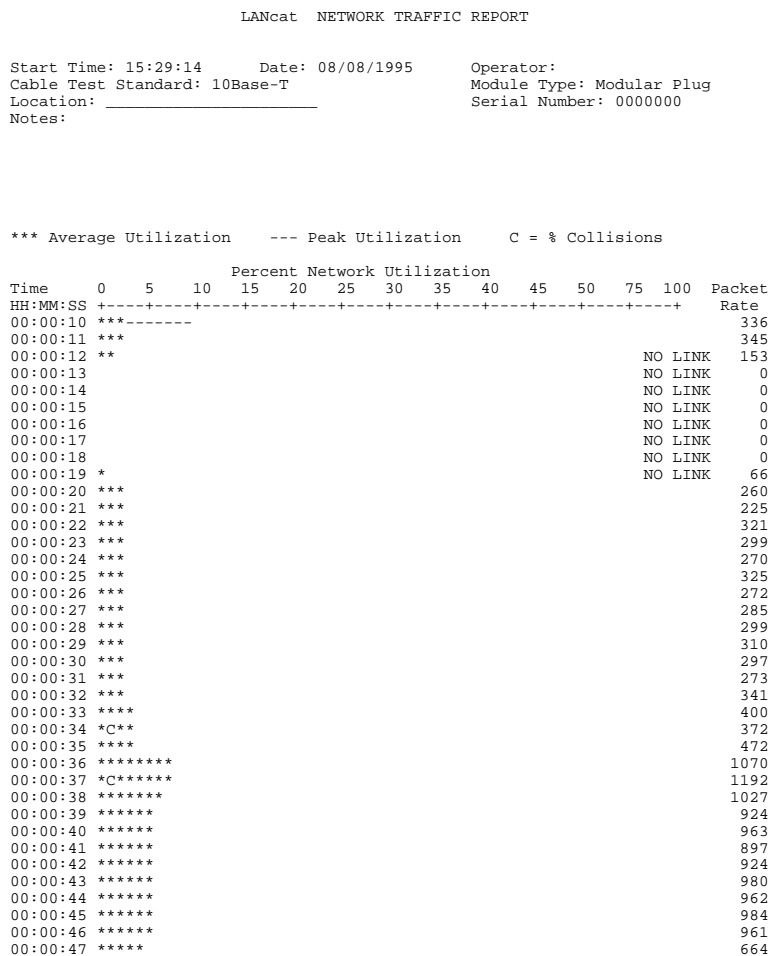 LANcat  NETWORK TRAFFIC REPORT
Start Time: 15:29:14      Date: 08/08/1995      Operator:
Cable Test Standard: 10Base-T                   Module Type: Modular Plug
Location: ______________________                Serial Number: 0000000
Notes:
*** Average Utilization    --- Peak Utilization     C = % Collisions
Percent Network Utilization
Time     0    5    10   15   20   25   30   35   40   45   50   75  100  Packet
HH:MM:SS +----+----+----+----+----+----+----+----+----+----+----+----+    Rate
00:00:10 ***-------                                                         336
00:00:11 ***                                                                345
00:00:12 **                                                       NO LINK   153
00:00:13                                                          NO LINK     0
00:00:14                                                          NO LINK     0
00:00:15                                                          NO LINK     0
00:00:16                                                          NO LINK     0
00:00:17                                                          NO LINK     0
00:00:18                                                          NO LINK     0
00:00:19 *                                                        NO LINK    66
00:00:20 ***                                                                260
00:00:21 ***                                                                225
00:00:22 ***                                                                321
00:00:23 ***                                                                299
00:00:24 ***                                                                270
00:00:25 ***                                                                325
00:00:26 ***                                                                272
00:00:27 ***                                                                285
00:00:28 ***                                                                299
00:00:29 ***                                                                310
00:00:30 ***                                                                297
00:00:31 ***                                                                273
00:00:32 ***                                                                341
00:00:33 ****                                                               400
00:00:34 *C**                                                               372
00:00:35 ****                                                               472
00:00:36 ********                                                          1070
00:00:37 *C******                                                          1192
00:00:38 *******                                                           1027
00:00:39 ******                                                             924
00:00:40 ******                                                             963
00:00:41 ******                                                             897
00:00:42 ******                                                             924
00:00:43 ******                                                             980
00:00:44 ******                                                             962
00:00:45 ******                                                             984
00:00:46 ******                                                             961
00:00:47 *****                                                              664